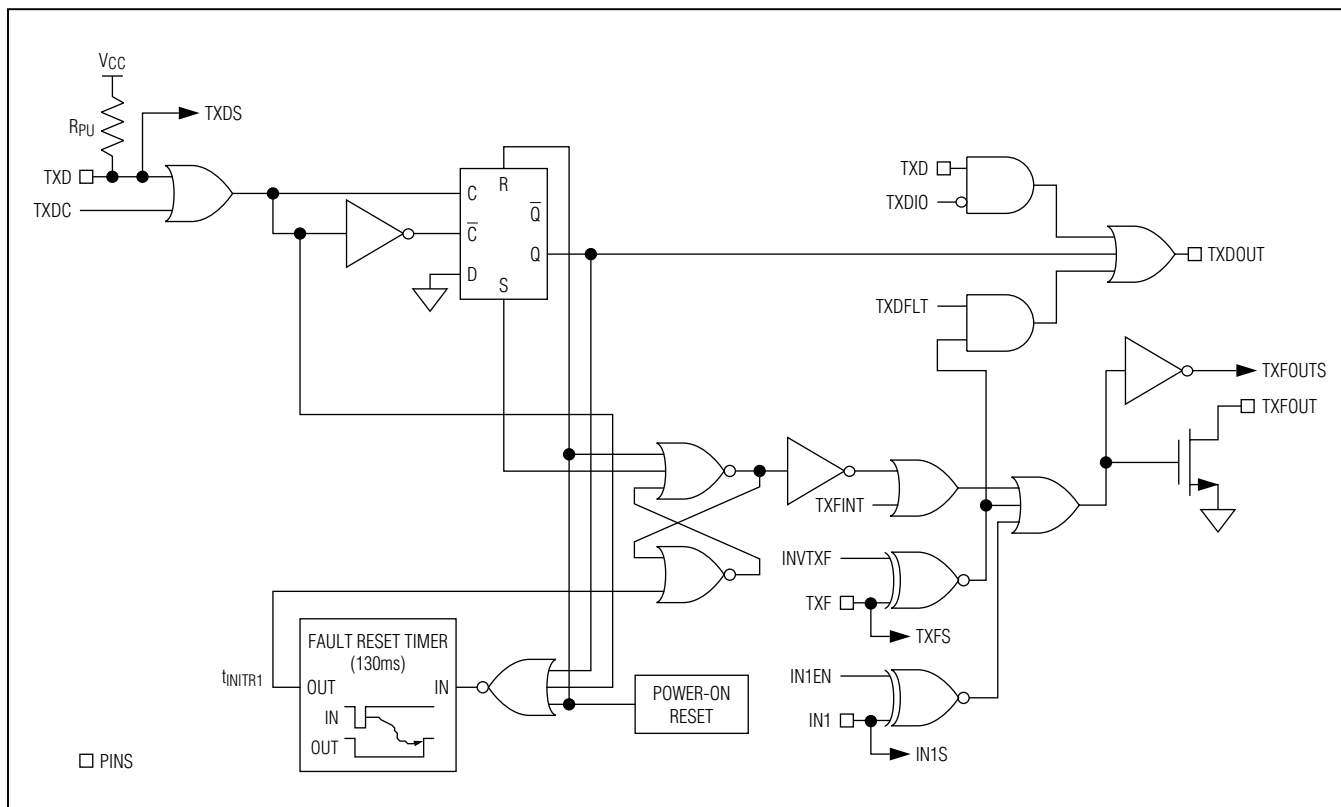 VCC
RPU
TXDS
TXD
TXDC
C
R
C
Q
Q
D
S
TXD
TXDIO
TXDOUT
TXDFLT
TXFOUTS
TXFOUT
TXFINT
INVTXF
TXF
TXFS
IN1EN
IN1
IN1S
FAULT RESET TIMER
(130ms)
tINITR1
OUT
IN
IN
OUT
POWER-ON
RESET
PINS